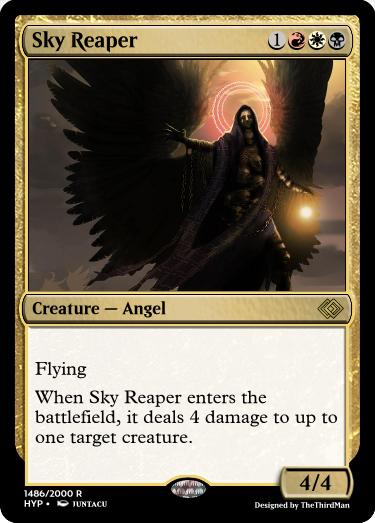 Sky Reaper 1
Creature — Angel
Flying
When Sky Reaper enters the
battlefield, it deals 4 damage to up to
one target creature.
4/4
1486/2000 R
HYP • JUNTACU
Designed by TheThirdMan